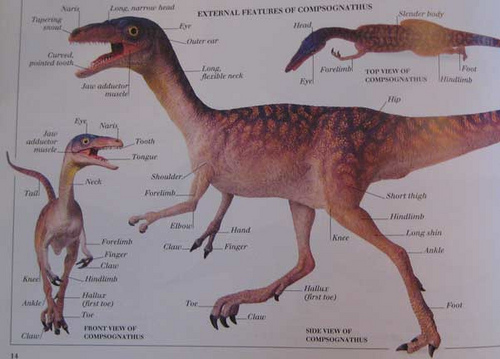 EXTERNAL FEATURES OF COMPSOGNATHUS
Naris
Long, narrow head
Tapering
snout
Eye
Outer ear
Curved,
pointed tooth
Long,
flexible neck
Jaw adductor
muscle
Head
Slender body
Eye
Forelimb
TOP VIEW OF
COMPSOGNATHUS
Foot
Hindlimb
Hip
Eye
Naris
Jaw
adductor
muscle
Tooth
Tongue
Neck
Tail
Shoulder
Forelimb
Elbow
Claw
Hand
Finger
Short thigh
Hindlimb
Long shin
Knee
Ankle
Forelimb
Finger
Claw
Knee
Hindlimb
Ankle
Hallux
(first toe)
Toe
Claw
FRONT VIEW OF
COMPSOGNATHUS
Toe
Claw
Hallux
(first toe)
Foot
SIDE VIEW OF
COMPSOGNATHUS
Claw
14